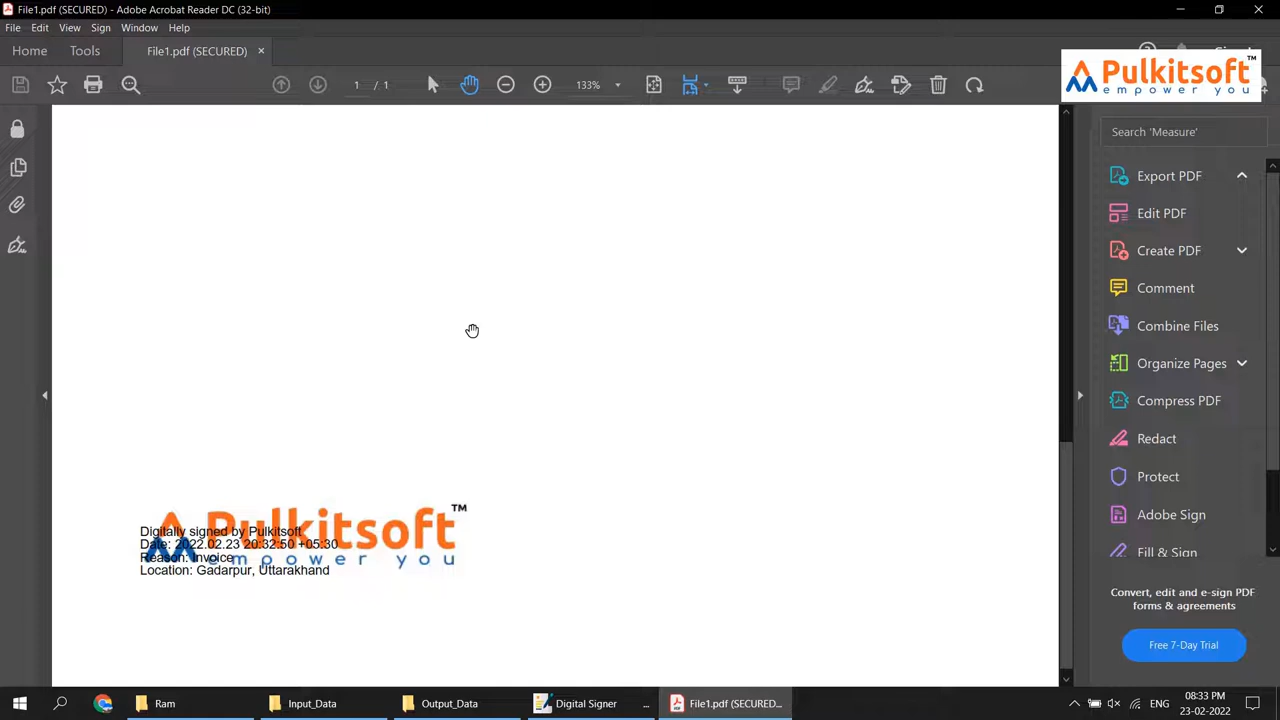 File1.pdf (SECURED) - Adobe Acrobat Reader DC (32-bit)
File Edit View Sign Window Help
Home Tools File1.pdf (SECURED)
1 / 1
133%
Pulkitsoft™
empower you
Search 'Measure'
Export PDF
Edit PDF
Create PDF
Comment
Combine Files
Organize Pages
Compress PDF
Redact
Protect
Adobe Sign
Fill & Sign
Convert, edit and e-sign PDF
forms & agreements
Free 7-Day Trial
Pulkitsoft™
empower you
Digitally signed by Pulkitsoft
Date: 2022.02.23 20:32:50 +05:30
Reason: Invoice
Location: Gadarpur, Uttarakhand
Ram
Input_Data
Output_Data
Digital Signer ...
File1.pdf (SECURED...
ENG
08:33 PM
23-02-2022